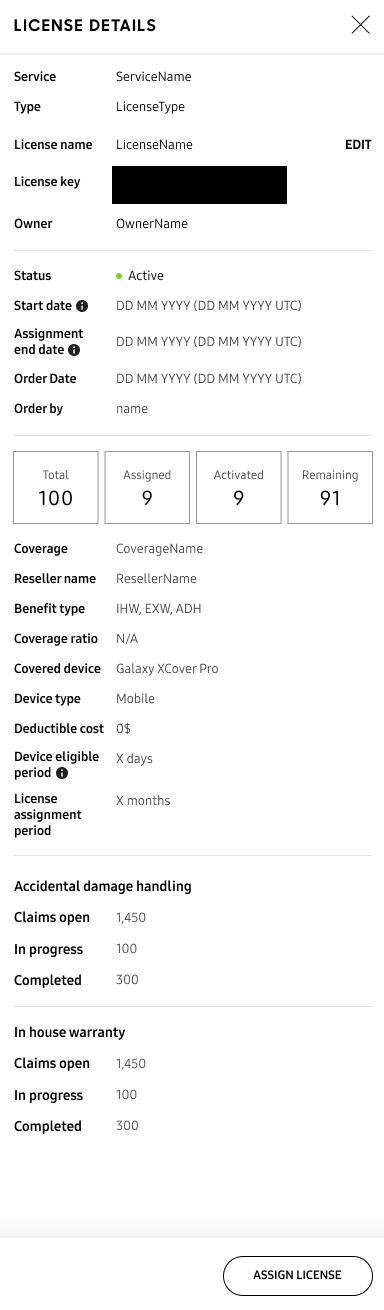 LICENSE DETAILS
Service ServiceName
Type LicenseType
License name LicenseName EDIT
License key
Owner OwnerName
Status Active
Start date DD MM YYYY (DD MM YYYY UTC)
Assignment
end date DD MM YYYY (DD MM YYYY UTC)
Order Date DD MM YYYY (DD MM YYYY UTC)
Order by name
Total Assigned Activated Remaining
100 9 9 91
Coverage CoverageName
Reseller name ResellerName
Benefit type IHW, EXW, ADH
Coverage ratio N/A
Covered device Galaxy XCover Pro
Device type Mobile
Deductible cost 0$
Device eligible X days
period
License X months
assignment
period
Accidental damage handling
Claims open 1,450
In progress 100
Completed 300
In house warranty
Claims open 1,450
In progress 100
Completed 300
ASSIGN LICENSE